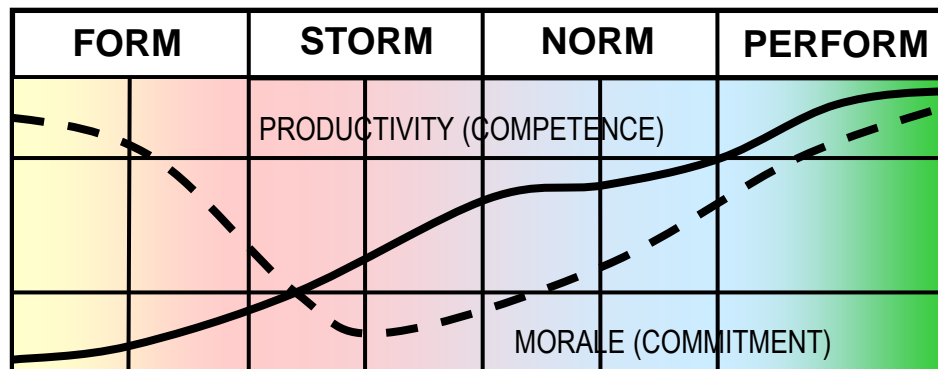 FORM STORM NORM PERFORM
PRODUCTIVITY (COMPETENCE)
MORALE (COMMITMENT)